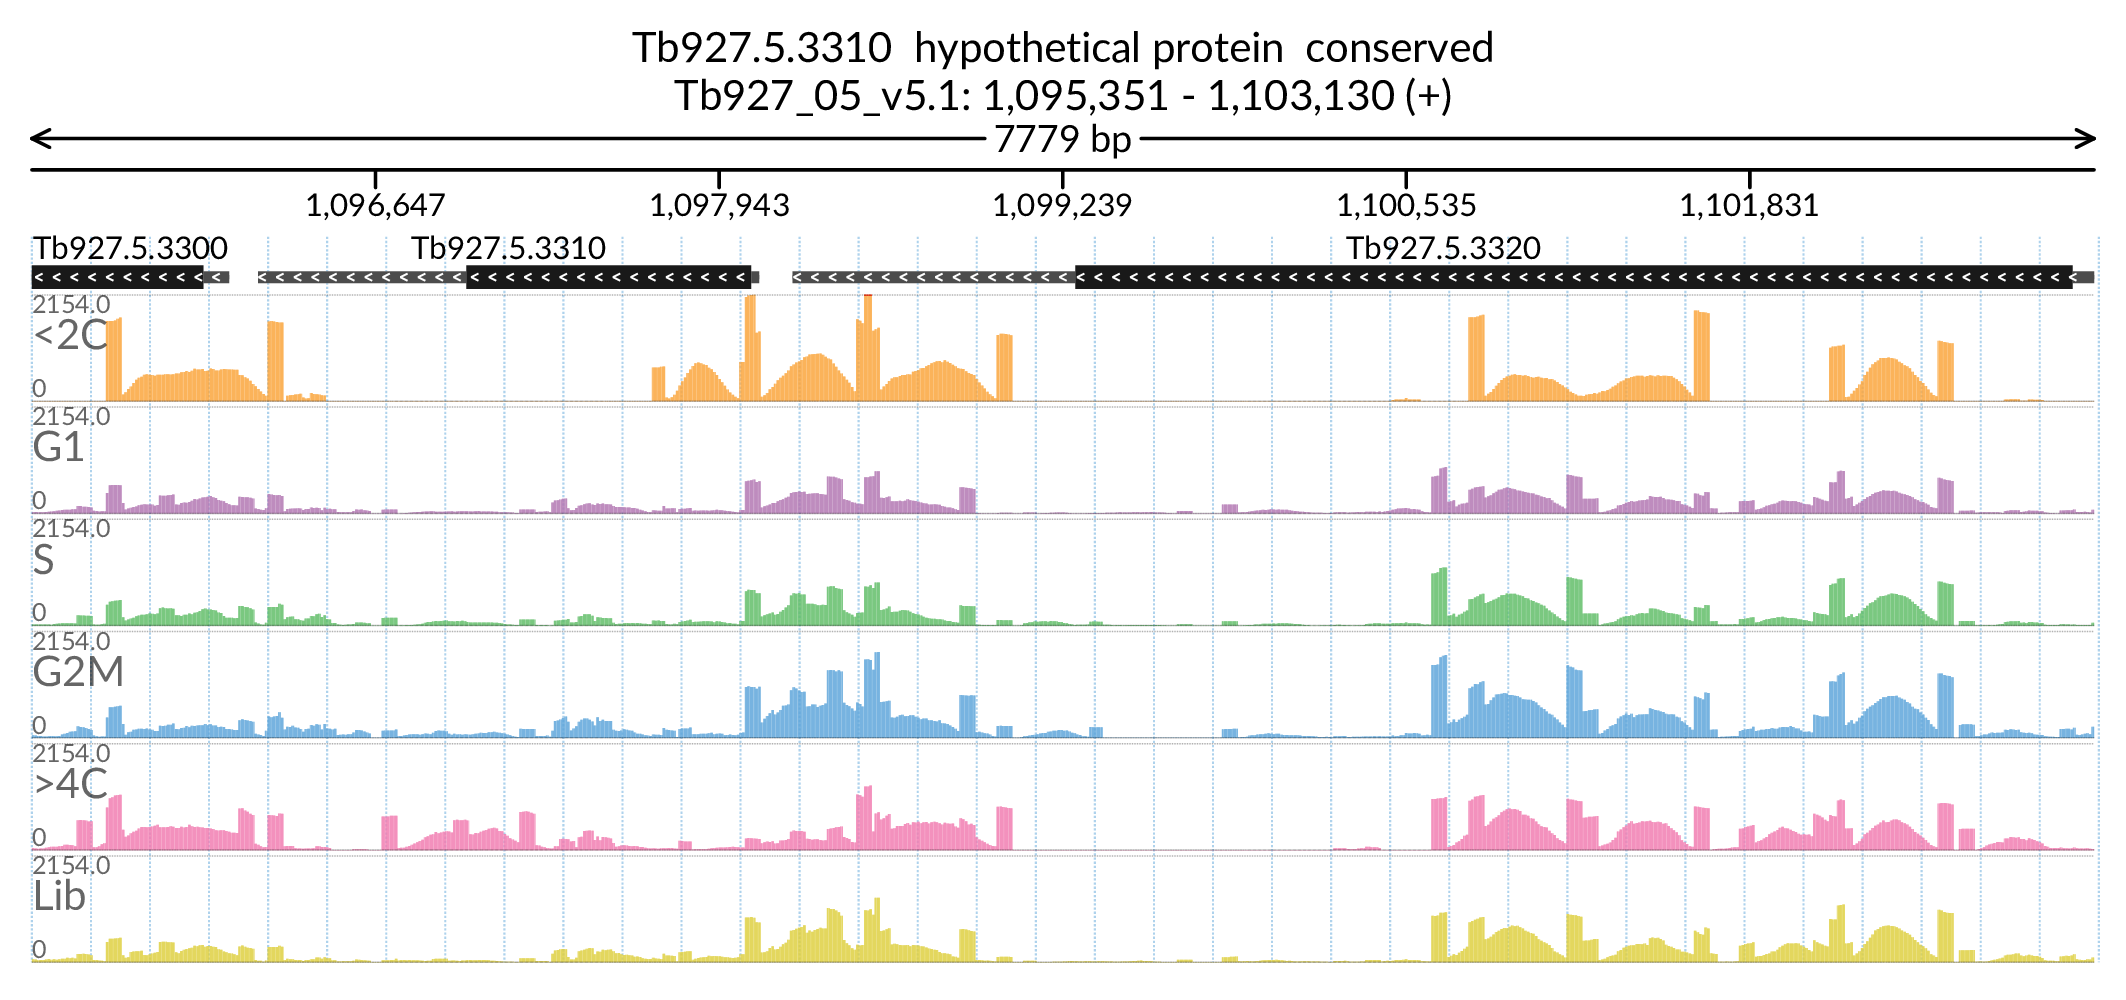 Tb927.5.3310  hypothetical protein  conserved
Tb927_05_v5.1: 1,095,351 - 1,103,130 (+)
7779 bp
1,096,647 1,097,943 1,099,239 1,100,535 1,101,831
Tb927.5.3300 Tb927.5.3310 Tb927.5.3320
2154.0
<2C
0
2154.0
G1
0
2154.0
S
0
2154.0
G2M
0
2154.0
>4C
0
2154.0
Lib
0